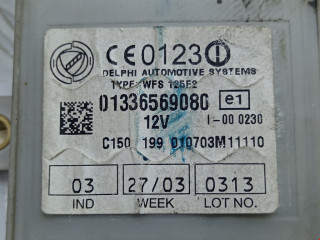 CE0123
DELPHI AUTOMOTIVE SYSTEMS
TYPE: WFS 125F2
01336569080 e1
12V I-00 0230
C150 199 010703M11110
03 27/03 0313
IND WEEK LOT NO.